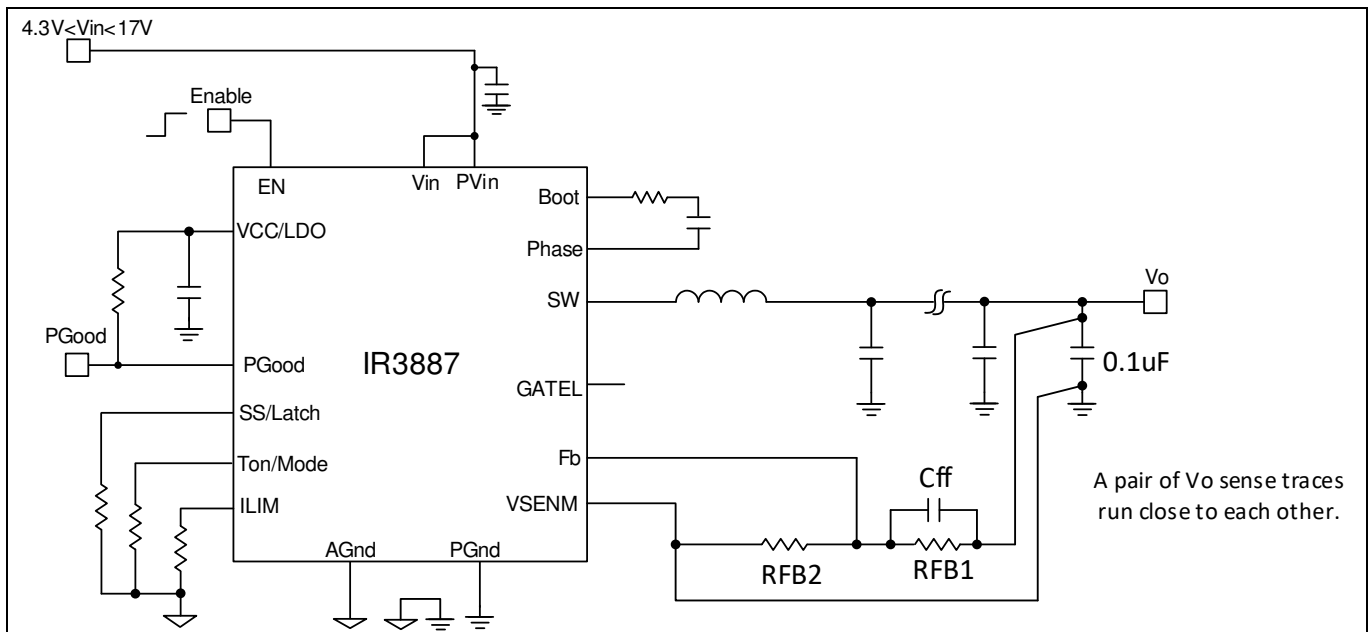 4.3V<Vin<17V
Enable
EN
Vin
PVin
Boot
VCC/LDO
Phase
Vo
SW
PGood
PGood
IR3887
0.1uF
GATEL
SS/Latch
Fb
Ton/Mode
Cff
A pair of Vo sense traces
run close to each other.
VSENM
ILIM
AGnd
PGnd
RFB2
RFB1